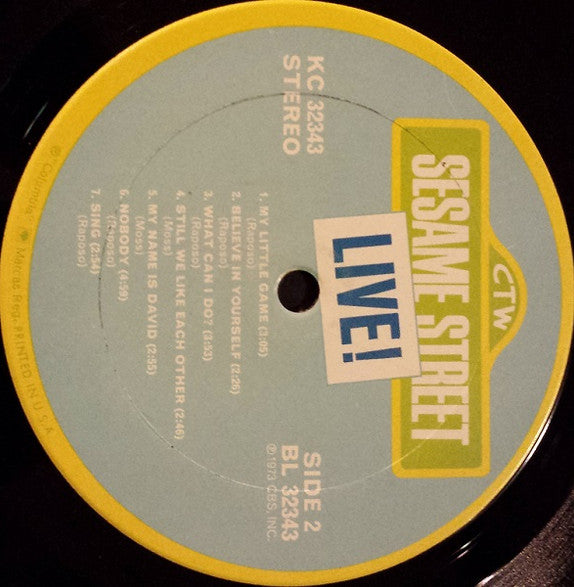 CTW
SESAME STREET
LIVE!
KC 32343
STEREO
SIDE 2
BL 32343
℗1973 CBS, INC.
1. MY LITTLE GAME (3:05)
(Raposo)
2. BELIEVE IN YOURSELF (2:26)
(Raposo)
3. WHAT CAN I DO? (3:03)
(Raposo)
4. STILL WE LIKE EACH OTHER (2:46)
(Moss)
5. MY NAME IS DAVID (2:55)
(Moss)
6. NOBODY (4:59)
(Raposo)
7. SING (2:54)
(Raposo)
® "Columbia", Marcas Reg. PRINTED IN U.S.A.